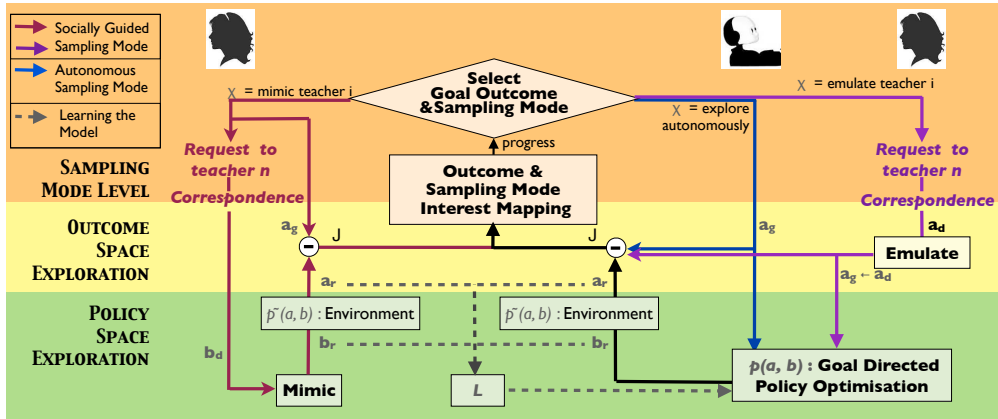 Socially Guided
Sampling Mode
Autonomous
Sampling Mode
Learning the
Model
χ = mimic teacher i
Select
Goal Outcome
&Sampling Mode
χ = emulate teacher i
χ = explore
autonomously
progress
Request to
teacher n
Correspondence
Outcome &
Sampling Mode
Interest Mapping
Request to
teacher n
Correspondence
SAMPLING
MODE LEVEL
OUTCOME
SPACE
EXPLORATION
a_g
J
J
a_g
a_d
Emulate
a_g ← a_d
a_r
a_r
POLICY
SPACE
EXPLORATION
p̃(a, b) : Environment
p̃(a, b) : Environment
b_r
b_r
b_d
Mimic
L
p(a, b) : Goal Directed
Policy Optimisation